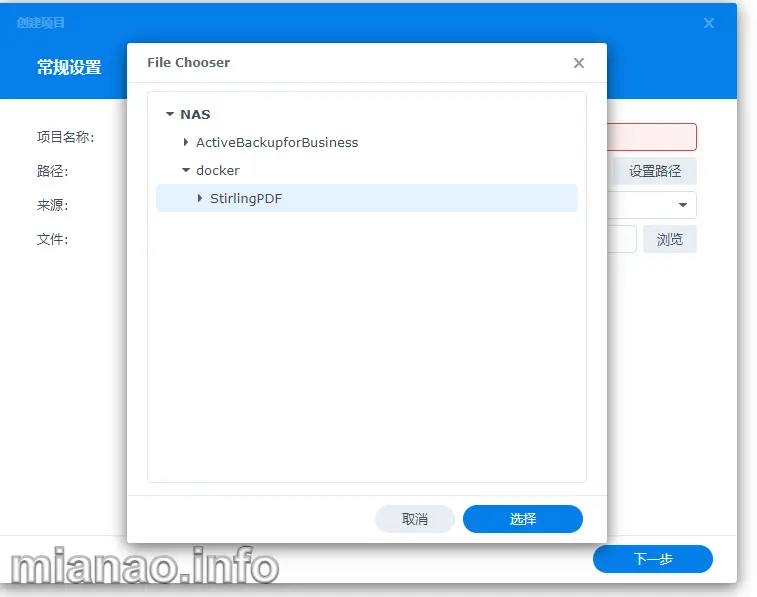 创建项目
常规设置
File Chooser
NAS
ActiveBackupforBusiness
docker
StirlingPDF
项目名称:
路径:
设置路径
来源:
文件:
浏览
取消
选择
下一步
mianao.info